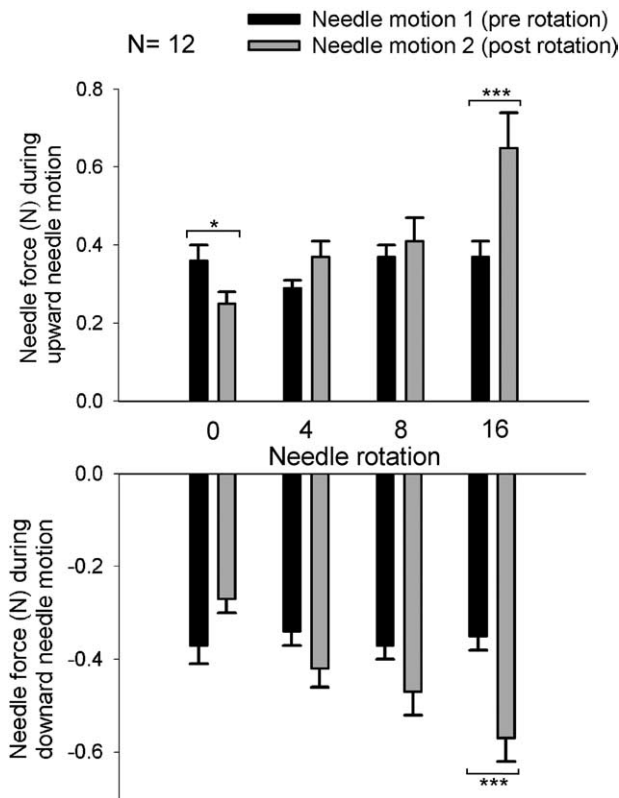 Needle motion 1 (pre rotation)
N= 12
Needle motion 2 (post rotation)
Needle force (N) during
upward needle motion
0.8
0.6
0.4
0.2
0.0
*
***
0 4 8 16
Needle rotation
Needle force (N) during
downard needle motion
0.0
-0.2
-0.4
-0.6
***